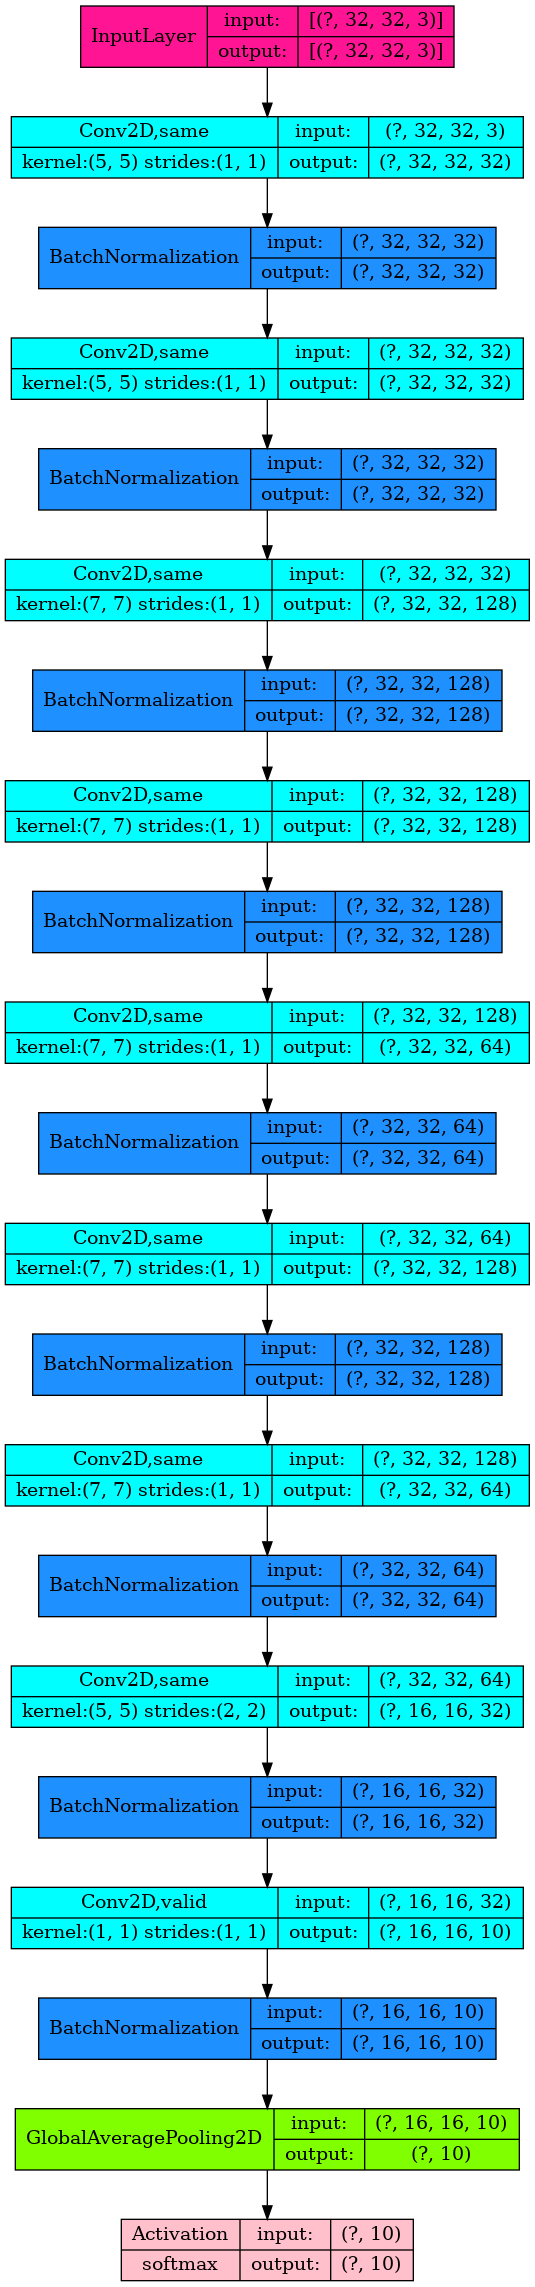 InputLayer input: [(?, 32, 32, 3)]
output: [(?, 32, 32, 3)]
Conv2D,same input: (?, 32, 32, 3)
kernel:(5, 5) strides:(1, 1) output: (?, 32, 32, 32)
BatchNormalization input: (?, 32, 32, 32)
output: (?, 32, 32, 32)
Conv2D,same input: (?, 32, 32, 32)
kernel:(5, 5) strides:(1, 1) output: (?, 32, 32, 32)
BatchNormalization input: (?, 32, 32, 32)
output: (?, 32, 32, 32)
Conv2D,same input: (?, 32, 32, 32)
kernel:(7, 7) strides:(1, 1) output: (?, 32, 32, 128)
BatchNormalization input: (?, 32, 32, 128)
output: (?, 32, 32, 128)
Conv2D,same input: (?, 32, 32, 128)
kernel:(7, 7) strides:(1, 1) output: (?, 32, 32, 128)
BatchNormalization input: (?, 32, 32, 128)
output: (?, 32, 32, 128)
Conv2D,same input: (?, 32, 32, 128)
kernel:(7, 7) strides:(1, 1) output: (?, 32, 32, 64)
BatchNormalization input: (?, 32, 32, 64)
output: (?, 32, 32, 64)
Conv2D,same input: (?, 32, 32, 64)
kernel:(7, 7) strides:(1, 1) output: (?, 32, 32, 128)
BatchNormalization input: (?, 32, 32, 128)
output: (?, 32, 32, 128)
Conv2D,same input: (?, 32, 32, 128)
kernel:(7, 7) strides:(1, 1) output: (?, 32, 32, 64)
BatchNormalization input: (?, 32, 32, 64)
output: (?, 32, 32, 64)
Conv2D,same input: (?, 32, 32, 64)
kernel:(5, 5) strides:(2, 2) output: (?, 16, 16, 32)
BatchNormalization input: (?, 16, 16, 32)
output: (?, 16, 16, 32)
Conv2D,valid input: (?, 16, 16, 32)
kernel:(1, 1) strides:(1, 1) output: (?, 16, 16, 10)
BatchNormalization input: (?, 16, 16, 10)
output: (?, 16, 16, 10)
GlobalAveragePooling2D input: (?, 16, 16, 10)
output: (?, 10)
Activation input: (?, 10)
softmax output: (?, 10)